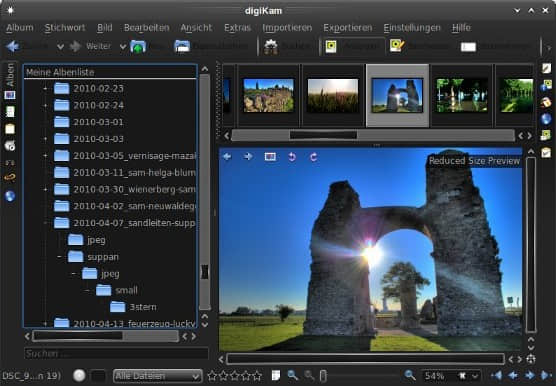 digiKam
Album Stichwort Bild Bearbeiten Ansicht Extras Importieren Exportieren Einstellungen Hilfe
Weiter
Alben
Meine Albenliste
2010-02-23
2010-02-24
2010-03-01
2010-03-03
2010-03-05_vernisage-mazal
2010-03-11_sam-helga-blum
2010-03-30_wienerberg-sam
2010-04-02_sam-neuwaldege
2010-04-07_sandleiten-supp
jpeg
suppan
jpeg
small
3stern
2010-04-13_feuerzeug-lucky
Reduced Size Preview
Suchen ...
DSC_9...n 19)
Alle Dateien
54%